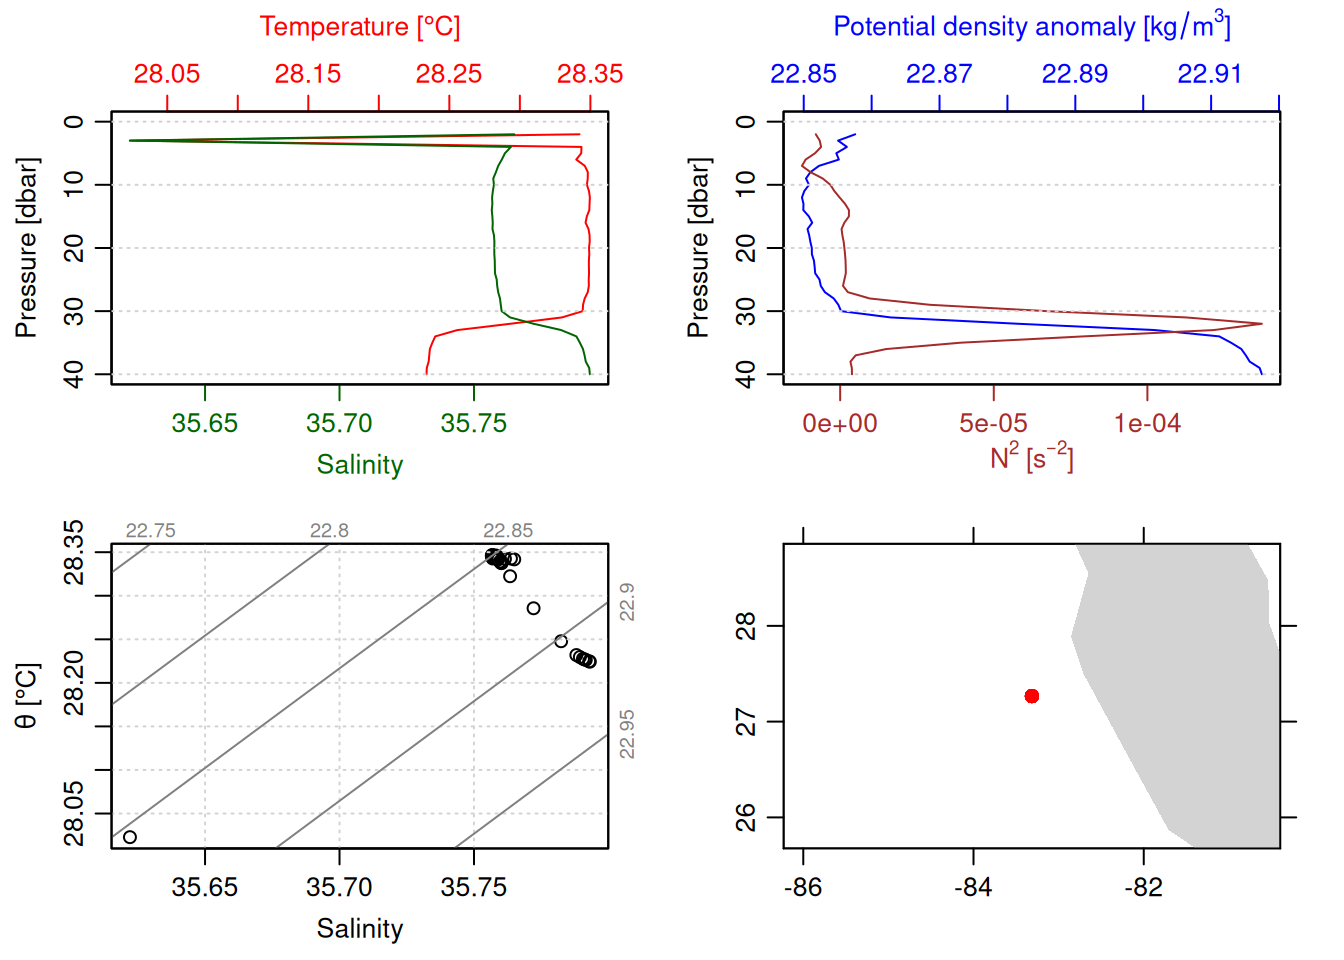 Temperature [°C]
28.05 28.15 28.25 28.35
Pressure [dbar]
0
10
20
30
40
35.65 35.70 35.75
Salinity
Potential density anomaly [kg/m³]
22.85 22.87 22.89 22.91
Pressure [dbar]
0
10
20
30
40
0e+00 5e-05 1e-04
N² [s⁻²]
22.75 22.8 22.85
22.9
22.95
θ [°C]
28.35
28.20
28.05
35.65 35.70 35.75
Salinity
28
27
26
-86 -84 -82